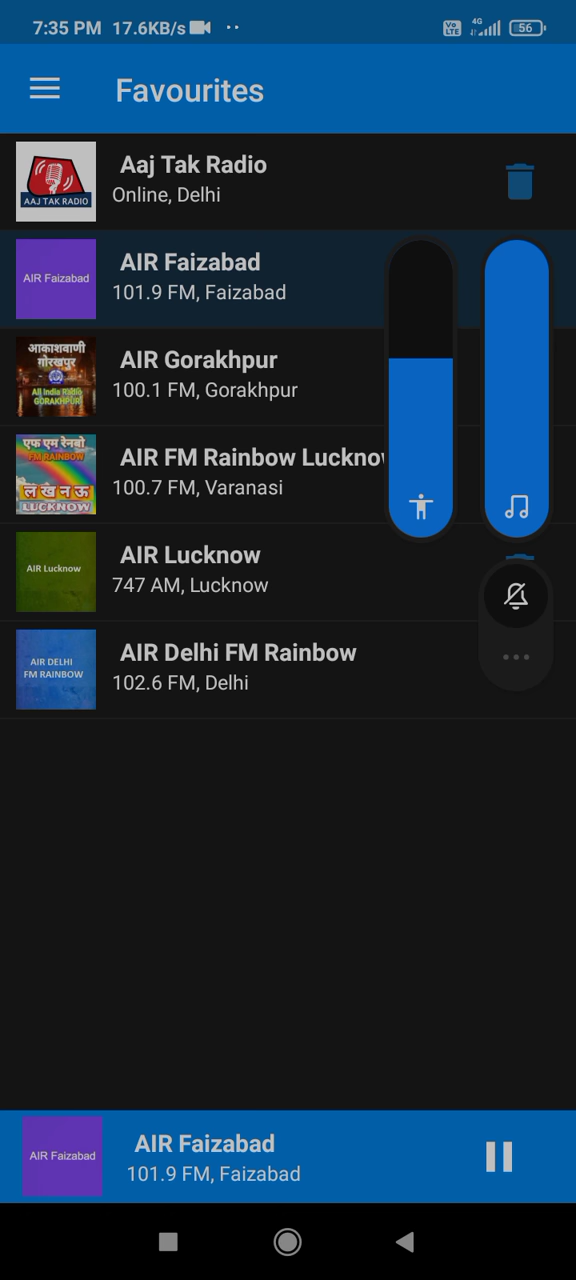 7:35 PM 17.6KB/s
Vo LTE 4G 56
Favourites
AAJ TAK RADIO
Aaj Tak Radio
Online, Delhi
AIR Faizabad
AIR Faizabad
101.9 FM, Faizabad
आकाशवाणी
गोरखपुर
All India Radio
GORAKHPUR
AIR Gorakhpur
100.1 FM, Gorakhpur
एफ एम रेनबो
FM RAINBOW
लखनऊ
LUCKNOW
AIR FM Rainbow Lucknow
100.7 FM, Varanasi
AIR Lucknow
AIR Lucknow
747 AM, Lucknow
AIR DELHI
FM RAINBOW
AIR Delhi FM Rainbow
102.6 FM, Delhi
AIR Faizabad
AIR Faizabad
101.9 FM, Faizabad